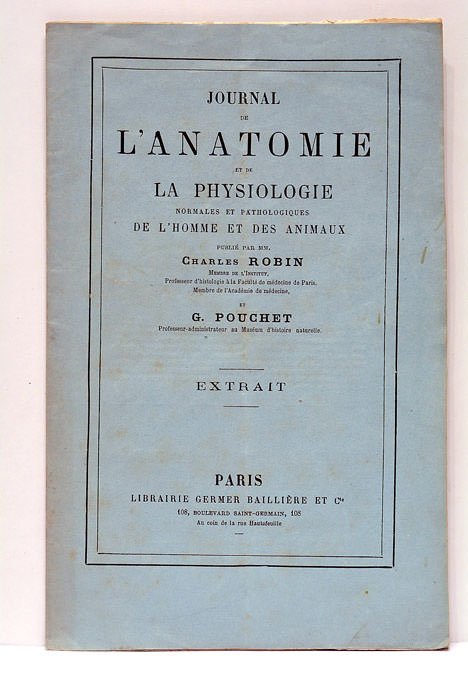 JOURNAL
DE
L'ANATOMIE
ET DE
LA PHYSIOLOGIE
NORMALES ET PATHOLOGIQUES
DE L'HOMME ET DES ANIMAUX
PUBLIÉ PAR MM.
CHARLES ROBIN
MEMBRE DE L'INSTITUT,
Professeur d'histologie à la Faculté de médecine de Paris,
Membre de l'Académie de médecine,
ET
G. POUCHET
Professeur-administrateur au Muséum d'histoire naturelle.
EXTRAIT
PARIS
LIBRAIRIE GERMER BAILLIÈRE ET Cie
108, BOULEVARD SAINT-GERMAIN, 108
Au coin de la rue Hautefeuille